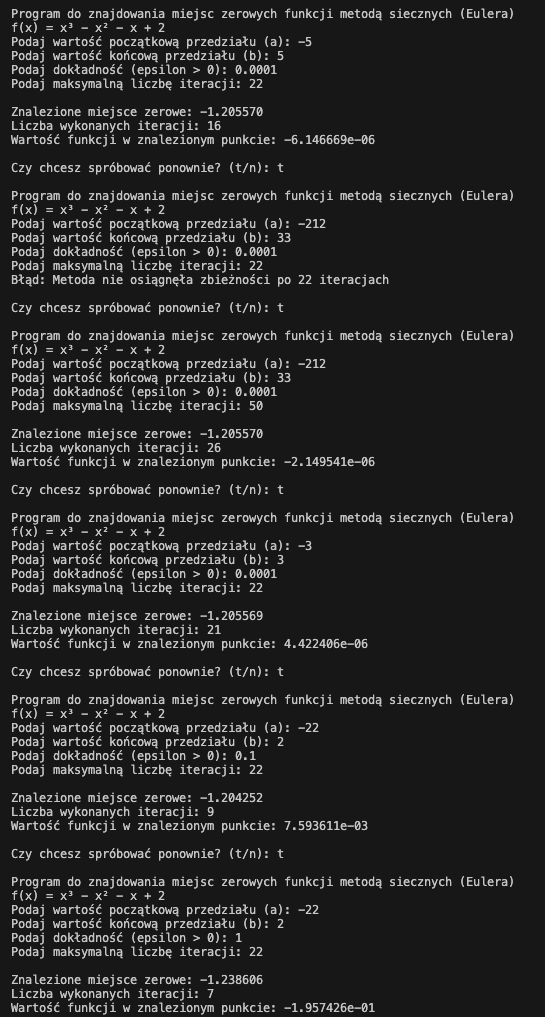 Program do znajdowania miejsc zerowych funkcji metodą siecznych (Eulera)
f(x) = x³ − x² − x + 2
Podaj wartość początkową przedziału (a): −5
Podaj wartość końcową przedziału (b): 5
Podaj dokładność (epsilon > 0): 0.0001
Podaj maksymalną liczbę iteracji: 22

Znalezione miejsce zerowe: −1.205570
Liczba wykonanych iteracji: 16
Wartość funkcji w znalezionym punkcie: −6.146669e−06

Czy chcesz spróbować ponownie? (t/n): t

Program do znajdowania miejsc zerowych funkcji metodą siecznych (Eulera)
f(x) = x³ − x² − x + 2
Podaj wartość początkową przedziału (a): −212
Podaj wartość końcową przedziału (b): 33
Podaj dokładność (epsilon > 0): 0.0001
Podaj maksymalną liczbę iteracji: 22
Błąd: Metoda nie osiągnęła zbieżności po 22 iteracjach

Czy chcesz spróbować ponownie? (t/n): t

Program do znajdowania miejsc zerowych funkcji metodą siecznych (Eulera)
f(x) = x³ − x² − x + 2
Podaj wartość początkową przedziału (a): −212
Podaj wartość końcową przedziału (b): 33
Podaj dokładność (epsilon > 0): 0.0001
Podaj maksymalną liczbę iteracji: 50

Znalezione miejsce zerowe: −1.205570
Liczba wykonanych iteracji: 26
Wartość funkcji w znalezionym punkcie: −2.149541e−06

Czy chcesz spróbować ponownie? (t/n): t

Program do znajdowania miejsc zerowych funkcji metodą siecznych (Eulera)
f(x) = x³ − x² − x + 2
Podaj wartość początkową przedziału (a): −3
Podaj wartość końcową przedziału (b): 3
Podaj dokładność (epsilon > 0): 0.0001
Podaj maksymalną liczbę iteracji: 22

Znalezione miejsce zerowe: −1.205569
Liczba wykonanych iteracji: 21
Wartość funkcji w znalezionym punkcie: 4.422406e−06

Czy chcesz spróbować ponownie? (t/n): t

Program do znajdowania miejsc zerowych funkcji metodą siecznych (Eulera)
f(x) = x³ − x² − x + 2
Podaj wartość początkową przedziału (a): −22
Podaj wartość końcową przedziału (b): 2
Podaj dokładność (epsilon > 0): 0.1
Podaj maksymalną liczbę iteracji: 22

Znalezione miejsce zerowe: −1.204252
Liczba wykonanych iteracji: 9
Wartość funkcji w znalezionym punkcie: 7.593611e−03

Czy chcesz spróbować ponownie? (t/n): t

Program do znajdowania miejsc zerowych funkcji metodą siecznych (Eulera)
f(x) = x³ − x² − x + 2
Podaj wartość początkową przedziału (a): −22
Podaj wartość końcową przedziału (b): 2
Podaj dokładność (epsilon > 0): 1
Podaj maksymalną liczbę iteracji: 22

Znalezione miejsce zerowe: −1.238606
Liczba wykonanych iteracji: 7
Wartość funkcji w znalezionym punkcie: −1.957426e−01